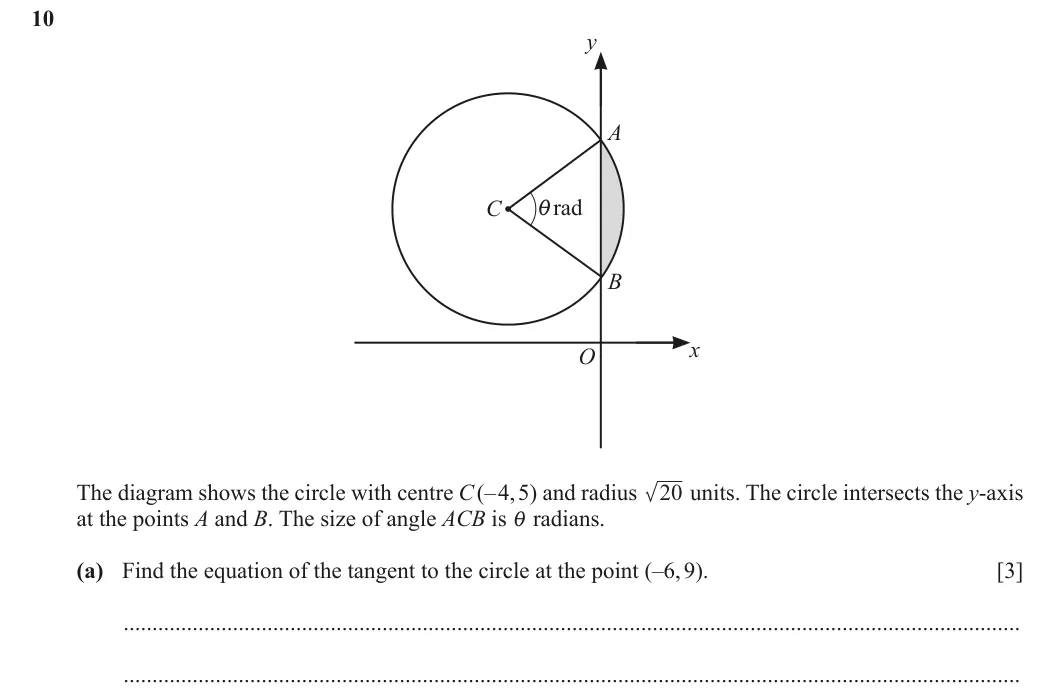 10
y
A
C
θ rad
B
O
x
The diagram shows the circle with centre C(–4, 5) and radius √20 units. The circle intersects the y-axis
at the points A and B. The size of angle ACB is θ radians.
(a) Find the equation of the tangent to the circle at the point (–6, 9). [3]